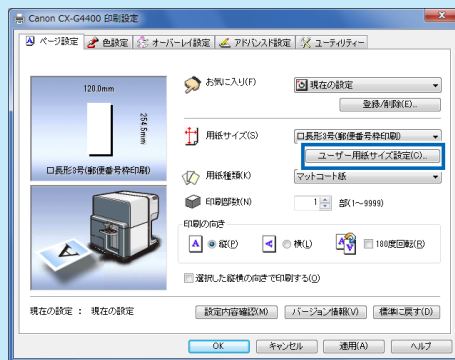 Canon CX-G4400 印刷設定
ページ設定 色設定 オーバーレイ設定 アドバンスド設定 ユーティリティー
120.0mm
254.5mm
口長形3号(郵便番号枠印刷)
お気に入り(F) 現在の設定
登録/削除(E)...
用紙サイズ(S) 口長形3号(郵便番号枠印刷)
ユーザー用紙サイズ設定(C)...
用紙種類(K) マットコート紙
印刷部数(N) 1 部(1～9999)
印刷の向き
A 縦(P) A 横(L) 180度回転(R)
選択した縦横の向きで印刷する(O)
現在の設定 : 現在の設定
設定内容確認(M) バージョン情報(V) 標準に戻す(D)
OK キャンセル 適用(A) ヘルプ